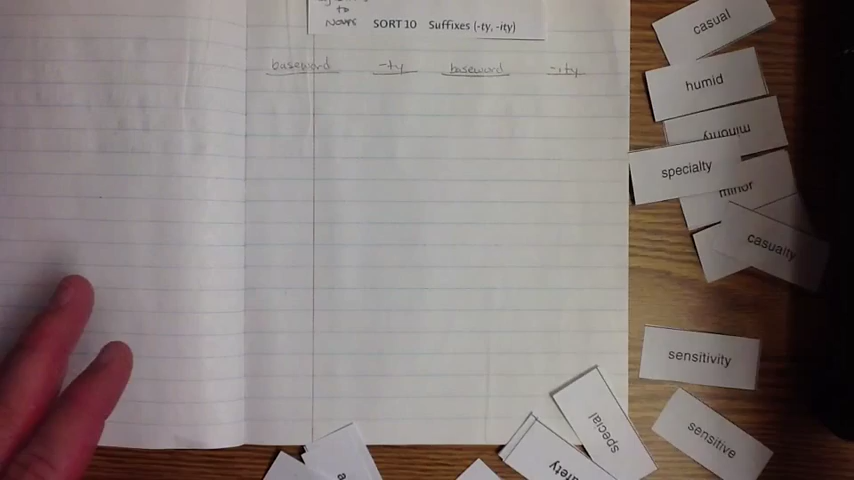 to
Nouns SORT 10 Suffixes (-ty, -ity)
baseword -ty baseword -ity
casual
humid
minority
specialty
minor
casualty
sensitivity
sensitive
special